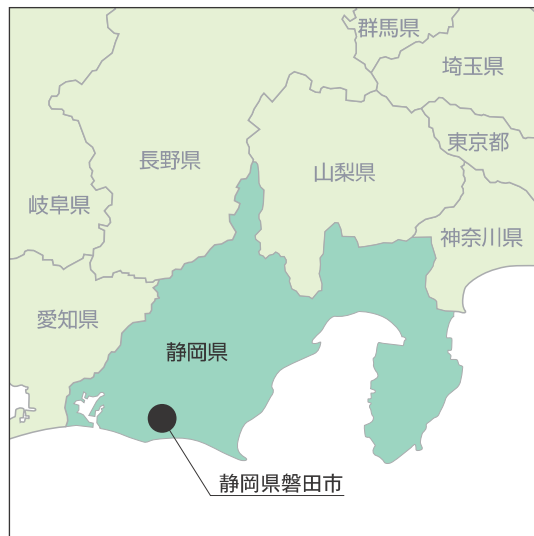 群馬県
埼玉県
東京都
長野県
山梨県
岐阜県
神奈川県
愛知県
静岡県
静岡県磐田市